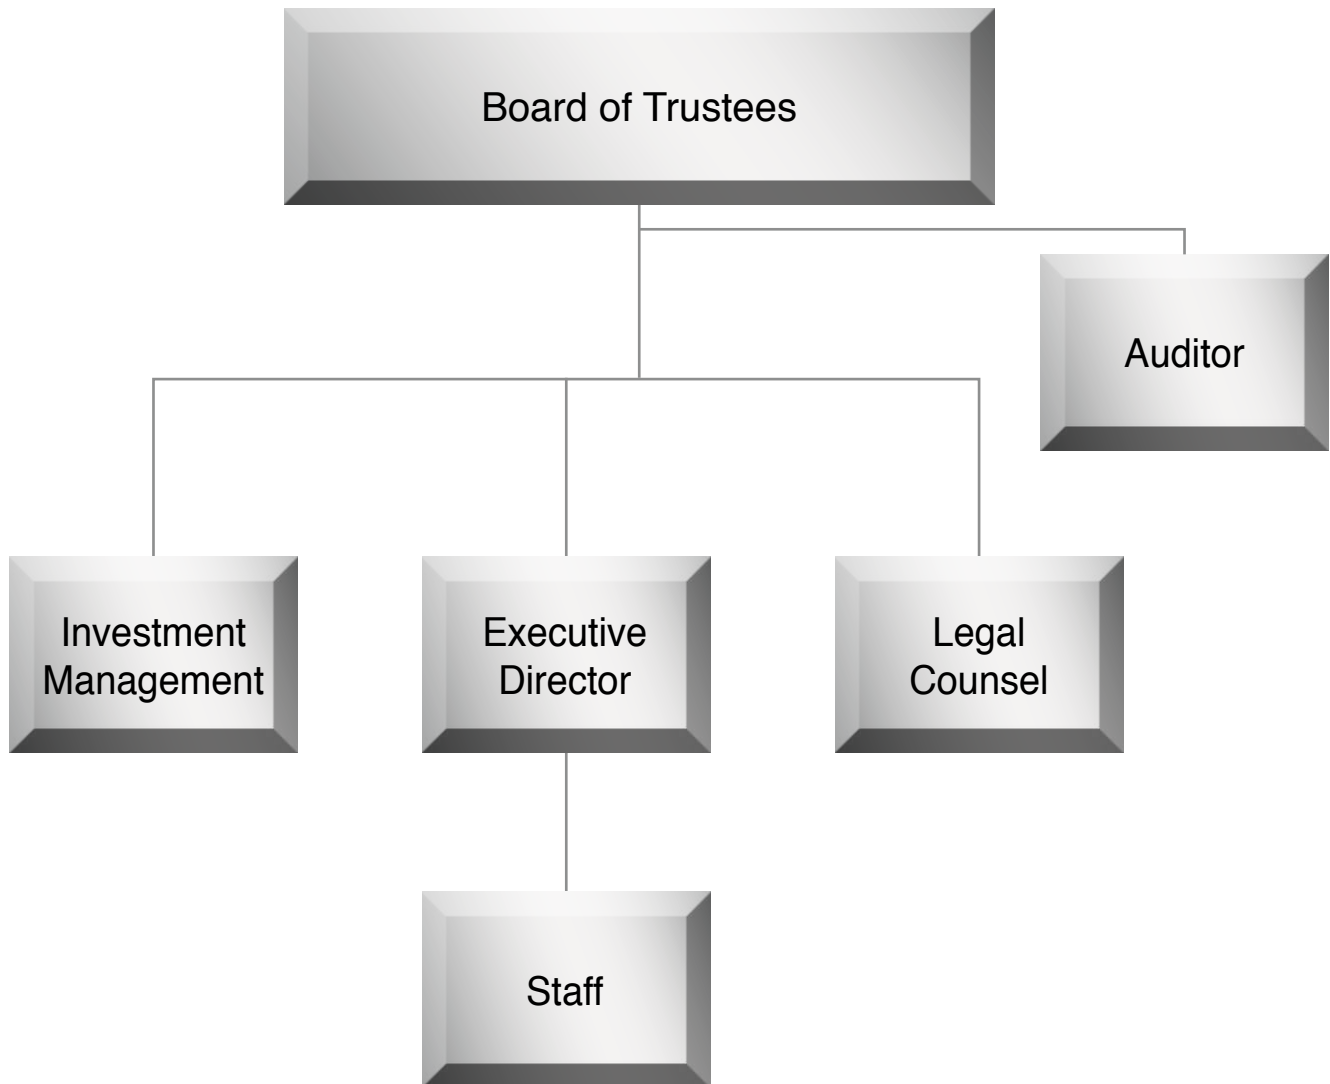 Board of Trustees
Auditor
Investment
Management
Executive
Director
Legal
Counsel
Staff